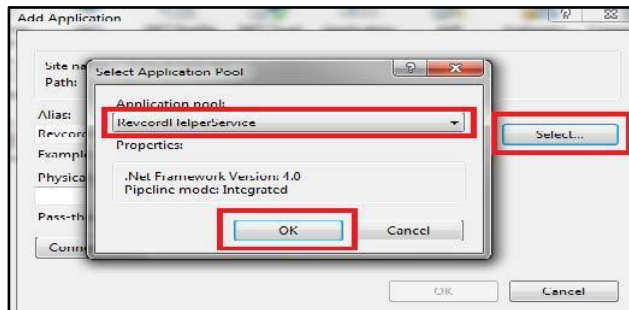 Add Application
Site na
Path:
Select Application Pool
Application pool:
RevcordHelperService
Properties:
.Net Framework Version: 4.0
Pipeline mode: Integrated
OK
Cancel
Alias:
Revcord
Select...
Exampl
Physica
Pass-th
Conn
OK
Cancel